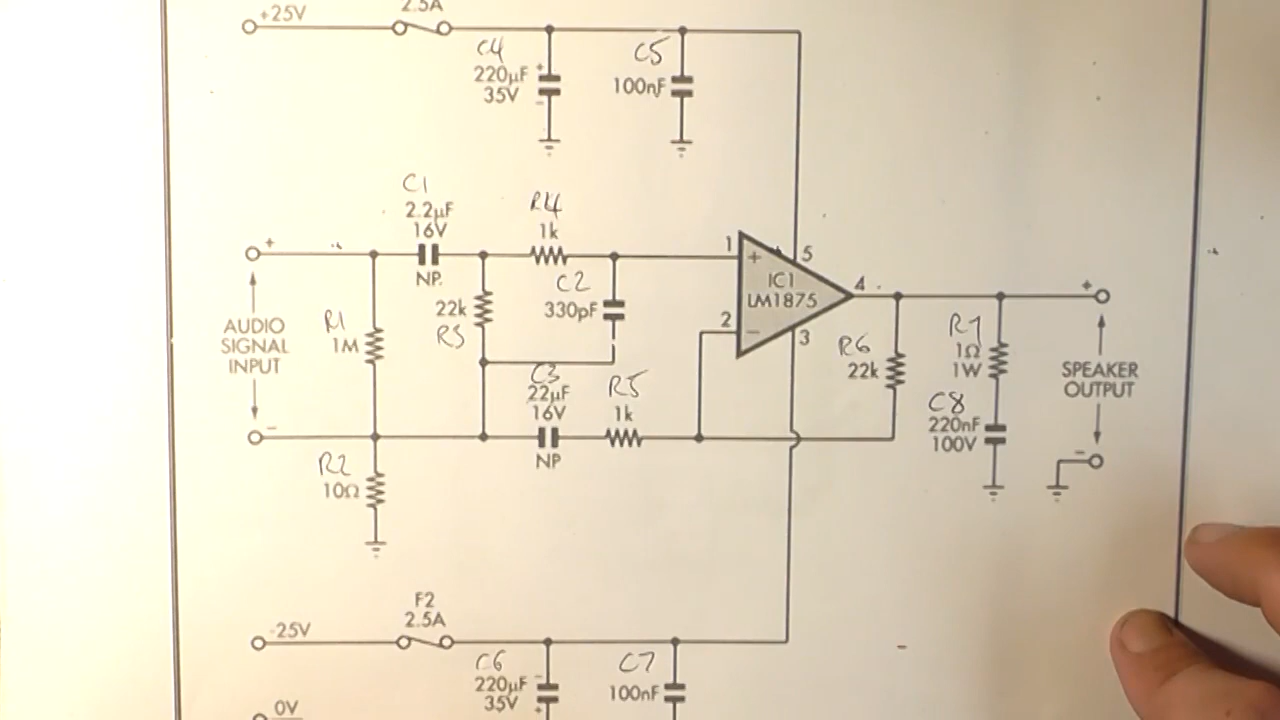 +25V
2.5A
C4
220µF
35V
+
-
C5
100nF
C1
2.2µF
16V
NP.
R4
1k
C2
330pF
22k
R3
+
AUDIO
SIGNAL
INPUT
-
R1
1M
R2
10Ω
C3
22µF
16V
NP
R5
1k
1
2
+
-
IC1
LM1875
5
4
3
R6
22k
R7
1Ω
1W
C8
220nF
100V
+
SPEAKER
OUTPUT
-
-25V
F2
2.5A
C6
220µF
35V
-
+
C7
100nF
0V